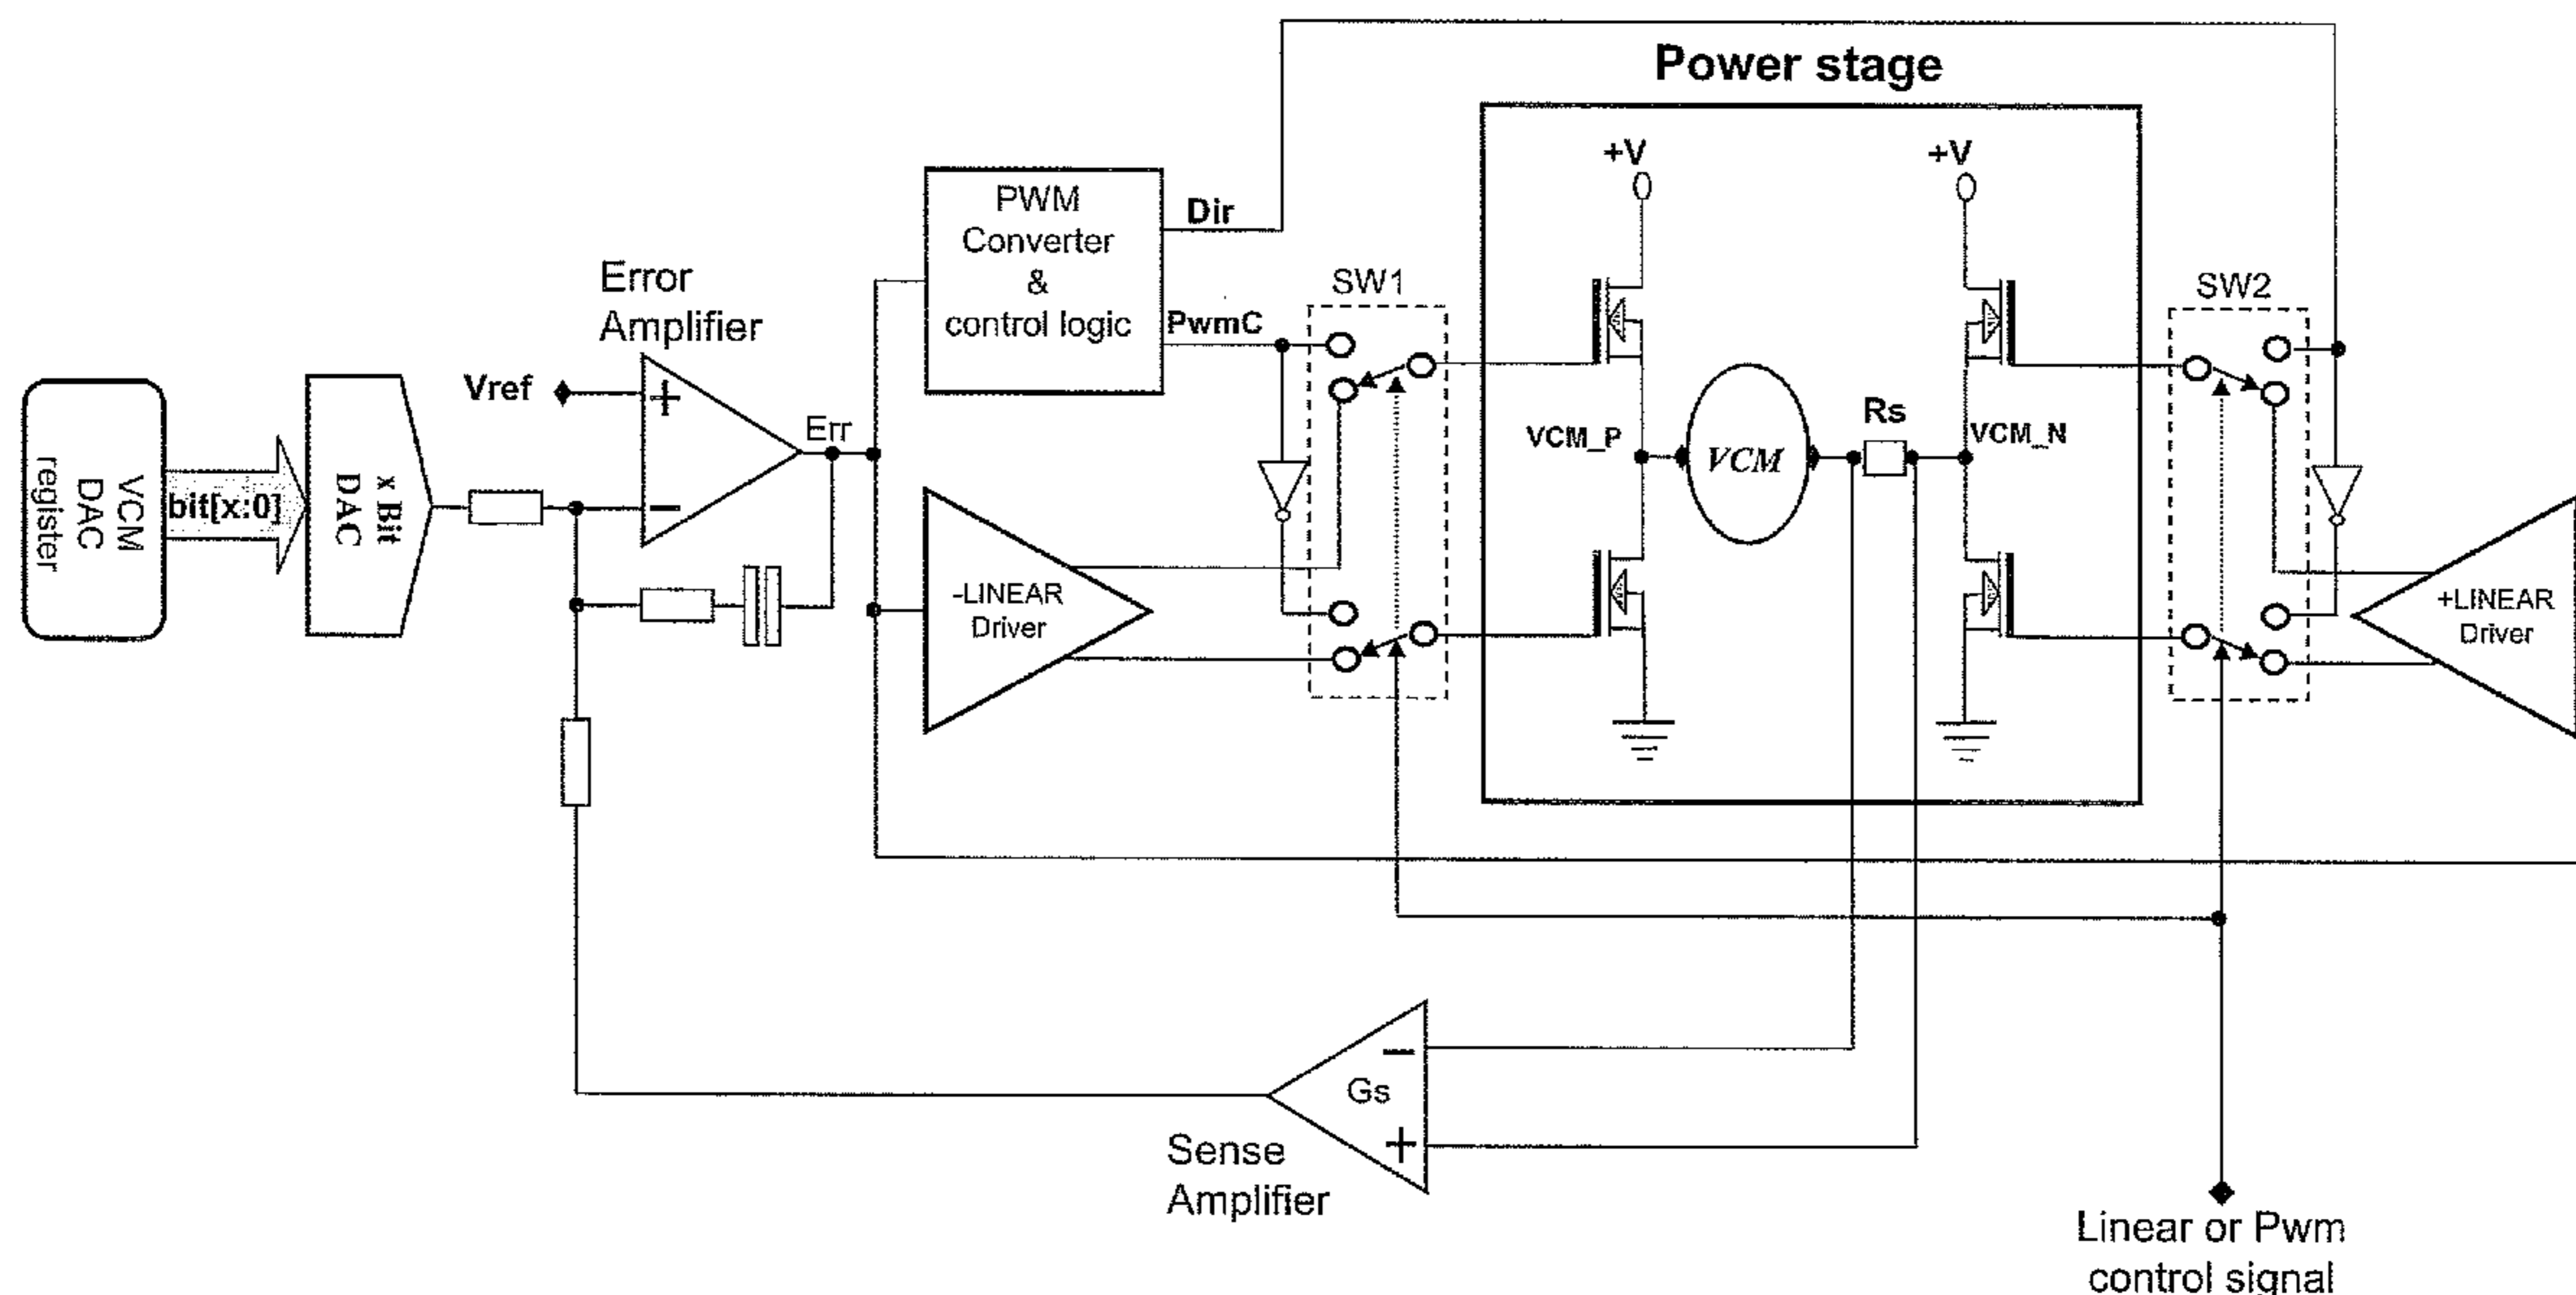 Power stage
+V
+V
PWM
Converter
&
control logic
Dir
PwmC
Error
Amplifier
SW1
SW2
Vref
+
−
Err
VCM
DAC
register
bit[x:0]
x Bit
DAC
VCM_P
VCM
Rs
VCM_N
-LINEAR
Driver
+LINEAR
Driver
−
Gs
+
Sense
Amplifier
Linear or Pwm
control signal